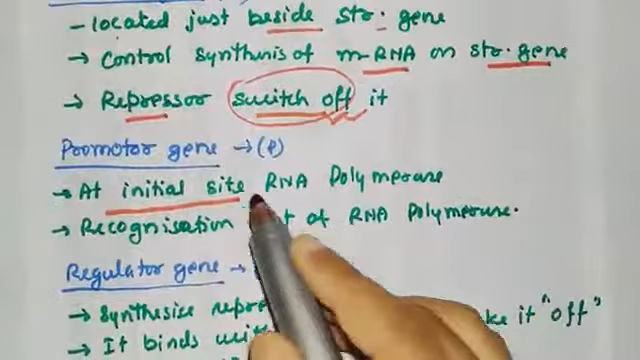 - located just beside str. gene
→ Control synthesis of m-RNA on str. gene
→ Repressor switch off it
Promotor gene → (P)
→ At initial site RNA Polymerase
→ Recognisation of RNA Polymerase.
Regulator gene →
→ Synthesize it "off"
→ It binds